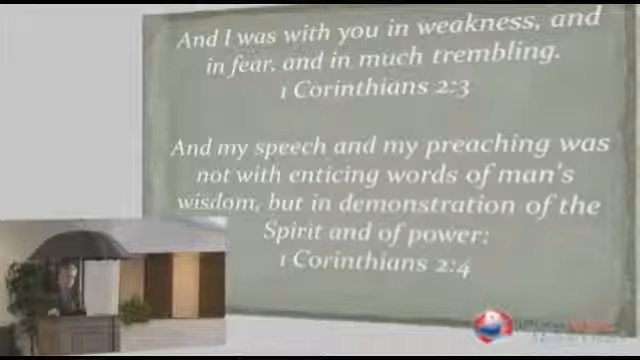 And I was with you in weakness, and
in fear, and in much trembling.
1 Corinthians 2:3
And my speech and my preaching was
not with enticing words of man's
wisdom, but in demonstration of the
Spirit and of power:
1 Corinthians 2:4